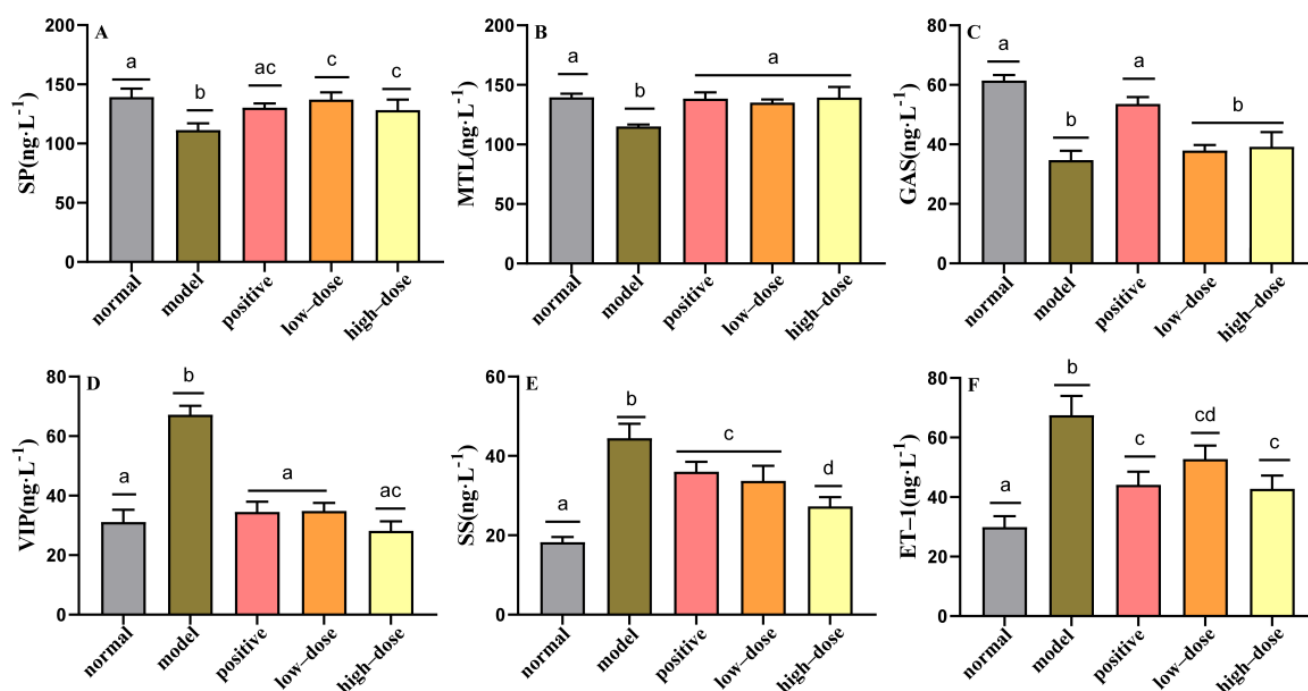 A
SP(ng·L⁻¹)
200
150
100
50
0
a
b
ac
c
c
normal
model
positive
low–dose
high–dose
B
MTL(ng·L⁻¹)
200
150
100
50
0
a
b
a
normal
model
positive
low–dose
high–dose
C
GAS(ng·L⁻¹)
80
60
40
20
0
a
b
a
b
normal
model
positive
low–dose
high–dose
D
VIP(ng·L⁻¹)
80
60
40
20
0
a
b
a
ac
normal
model
positive
low–dose
high–dose
E
SS(ng·L⁻¹)
60
40
20
0
a
b
c
d
normal
model
positive
low–dose
high–dose
F
ET–1(ng·L⁻¹)
80
60
40
20
0
a
b
c
cd
c
normal
model
positive
low–dose
high–dose